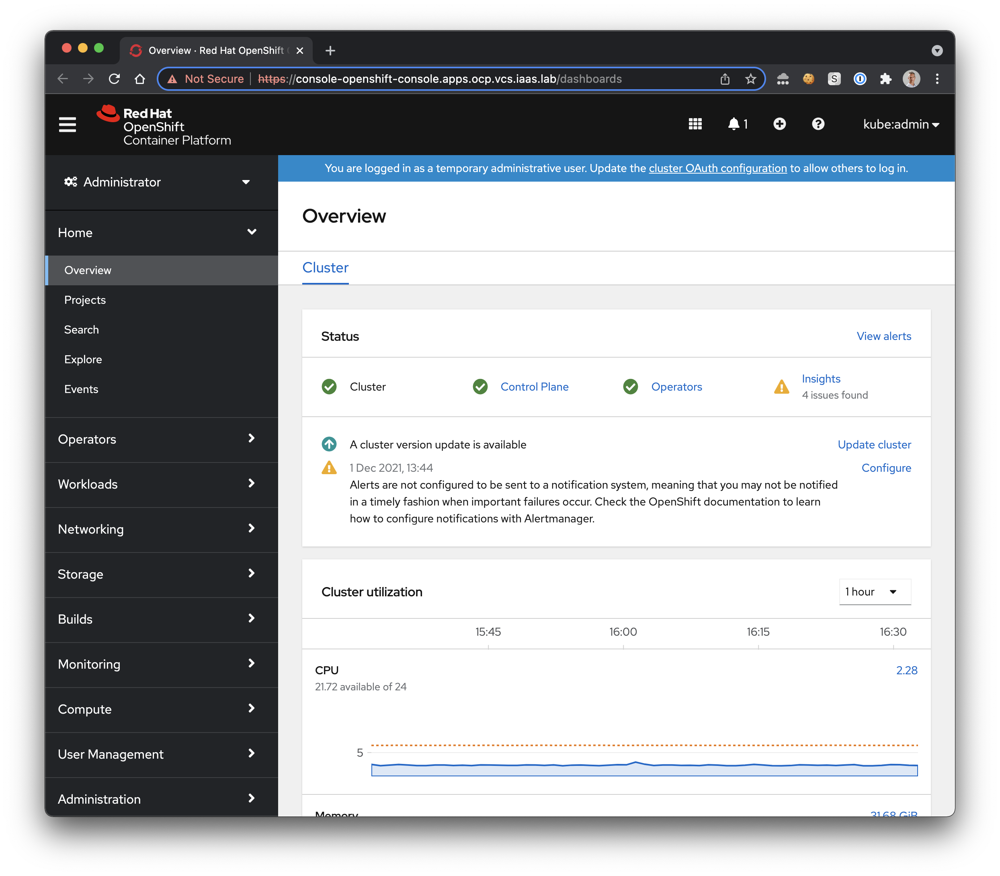 Overview · Red Hat OpenShift
Not Secure https://console-openshift-console.apps.ocp.vcs.iaas.lab/dashboards
S
Red Hat
OpenShift
Container Platform
1
kube:admin
You are logged in as a temporary administrative user. Update the cluster OAuth configuration to allow others to log in.
Administrator
Home
Overview
Projects
Search
Explore
Events
Operators
Workloads
Networking
Storage
Builds
Monitoring
Compute
User Management
Administration
Overview
Cluster
Status
View alerts
Cluster
Control Plane
Operators
Insights
4 issues found
A cluster version update is available
Update cluster
1 Dec 2021, 13:44
Configure
Alerts are not configured to be sent to a notification system, meaning that you may not be notified
in a timely fashion when important failures occur. Check the OpenShift documentation to learn
how to configure notifications with Alertmanager.
Cluster utilization
1 hour
15:45 16:00 16:15 16:30
CPU
2.28
21.72 available of 24
5
Memory
31.68 GiB